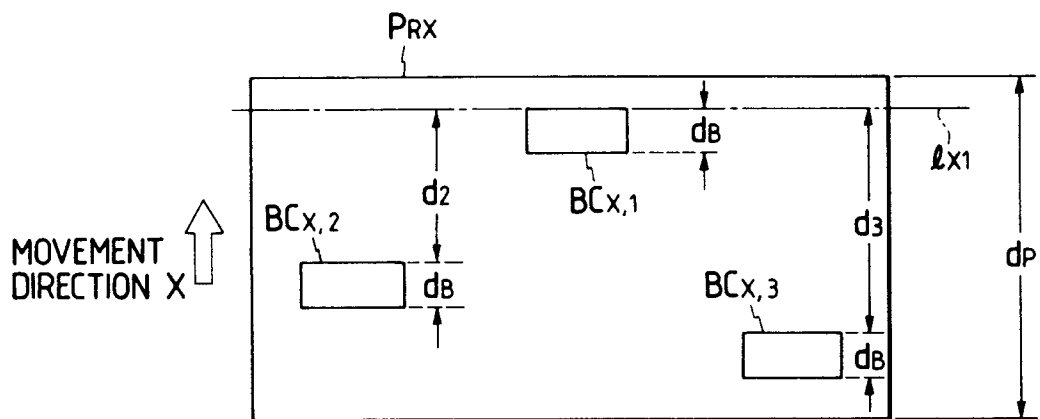 PRX
dB
lX1
BCX,1
d2
BCX,2
d3
MOVEMENT
DIRECTION X
dP
dB
BCX,3
dB